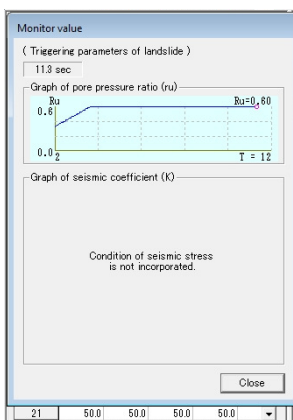 Monitor value
( Triggering parameters of landslide )
11.3 sec
Graph of pore pressure ratio (ru)
Ru
Ru=0.60
0.6
0.0
2
T = 12
Graph of seismic coefficient (K)
Condition of seismic stress
is not incorporated.
Close
21 50.0 50.0 50.0 50.0